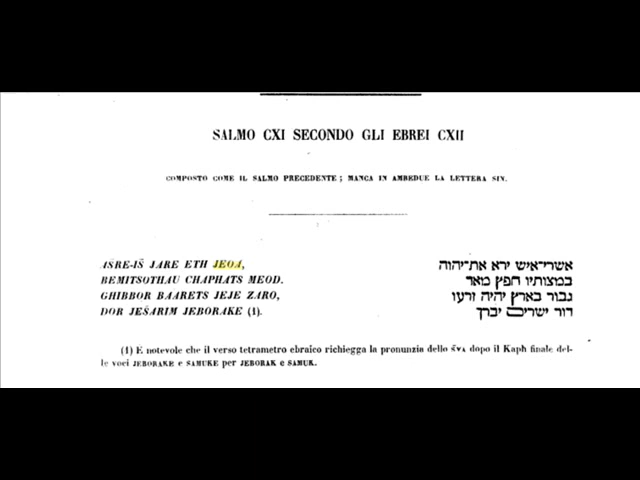 SALMO CXI SECONDO GLI EBREI CXII
COMPOSTO COME IL SALMO PRECEDENTE; MANCA IN AMBEDUE LA LETTERA SIN.
AŠRE-IŠ JARE ETH JEOA,
BEMITSOTHAU CHAPHATS MEOD.
GHIBBOR BAARETS JEJE ZARO,
DOR JEŠARIM JEBORAKE (1).
אשרי־איש ירא את־יהוה
במצותיו חפץ מאד
גבור בארץ יהיה זרעו
דור ישרים יברך
(1) E notevole che il verso tetrametro ebraico richiegga la pronunzia dello šva dopo il Kaph finale del-
le voci JEBORAKE e SAMUKE per JEBORAK e SAMUK.